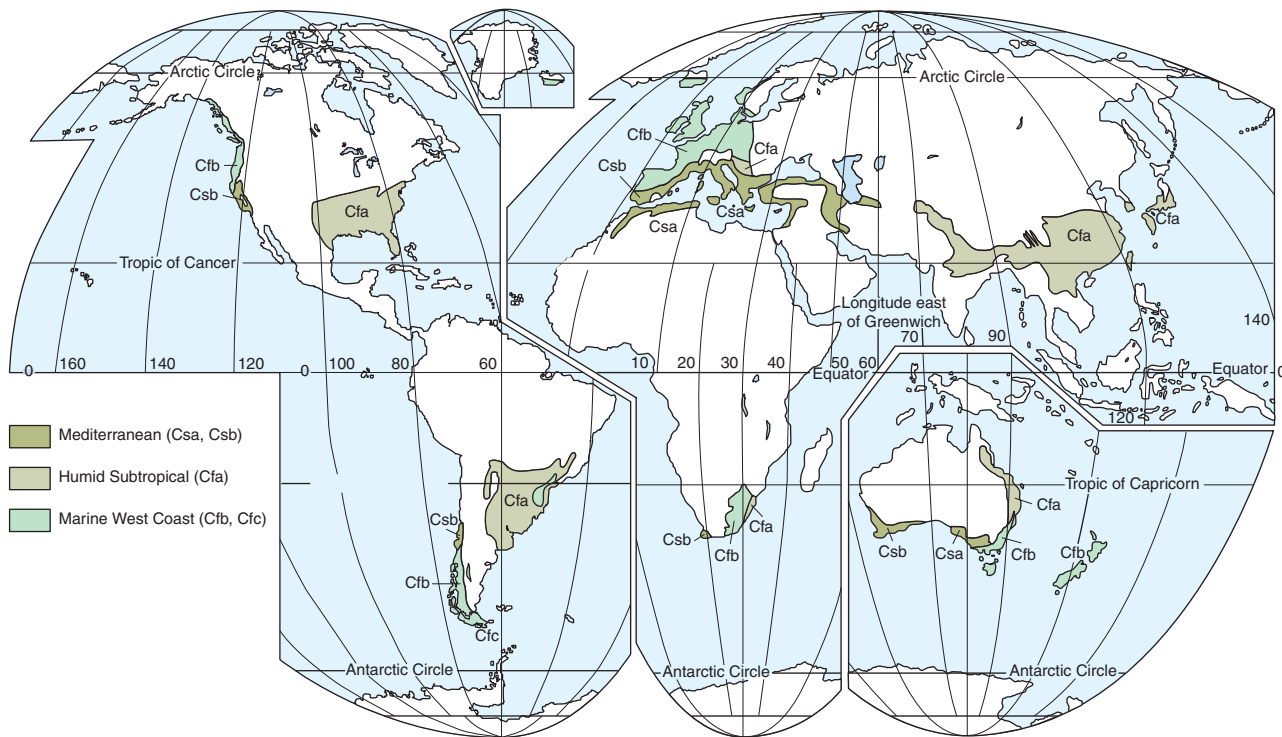 Arctic Circle
Arctic Circle
Cfb
Csb
Cfa
Tropic of Cancer
160
140
120
100
80
60
0
0
Cfb
Csb
Cfa
Csa
Csa
Cfa
Cfa
Longitude east
of Greenwich
70
90
140
10
20
30
40
50
60
Equator
Equator
0
120
Mediterranean (Csa, Csb)
Humid Subtropical (Cfa)
Marine West Coast (Cfb, Cfc)
Cfa
Csb
Cfb
Cfc
Csb
Cfb
Cfa
Tropic of Capricorn
Cfa
Csb
Csa
Cfb
Cfb
Antarctic Circle
Antarctic Circle
Antarctic Circle